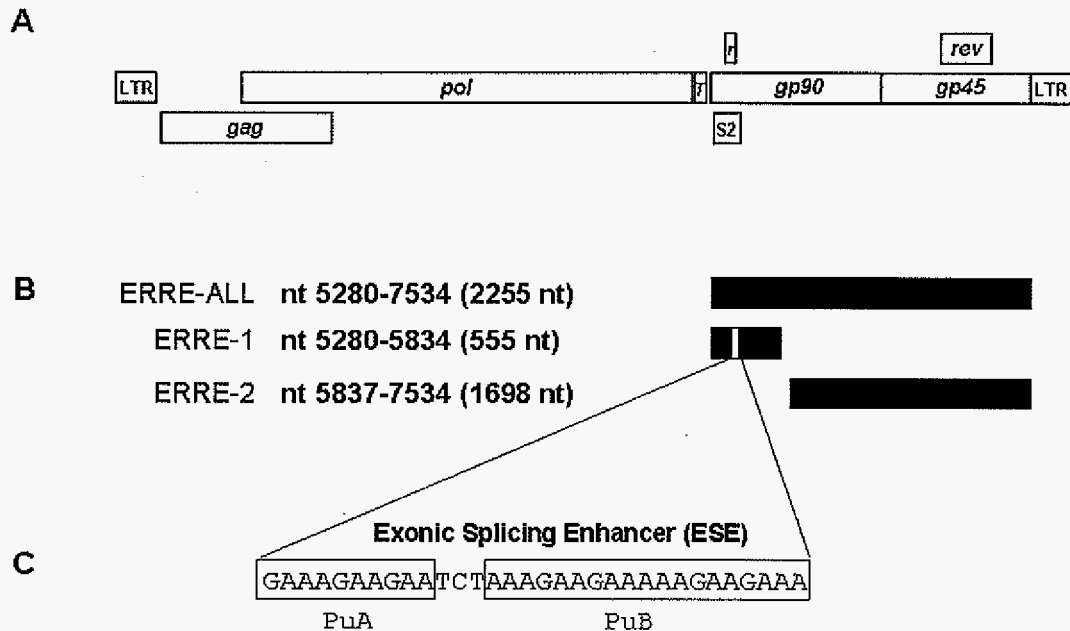 A
r rev
LTR pol T gp90 gp45 LTR
gag S2
B
ERRE-ALL nt 5280-7534 (2255 nt)
ERRE-1 nt 5280-5834 (555 nt)
ERRE-2 nt 5837-7534 (1698 nt)
Exonic Splicing Enhancer (ESE)
C
GAAAGAAGAATCTAAAGAAGAAAAAGAAGAAA
PuA PuB